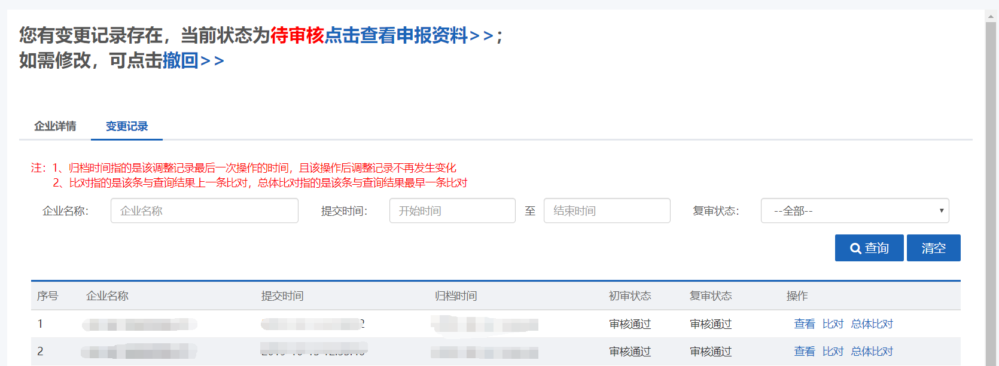 您有变更记录存在，当前状态为待审核点击查看申报资料>>；
如需修改，可点击撤回>>
企业详情 变更记录
注：1、归档时间指的是该调整记录最后一次操作的时间，且该操作后调整记录不再发生变化
2、比对指的是该条与查询结果上一条比对，总体比对指的是该条与查询结果最早一条比对
企业名称： 企业名称 提交时间： 开始时间 至 结束时间 复审状态： --全部--
查询 清空
序号 企业名称 提交时间 归档时间 初审状态 复审状态 操作
1 审核通过 审核通过 查看 比对 总体比对
2 审核通过 审核通过 查看 比对 总体比对